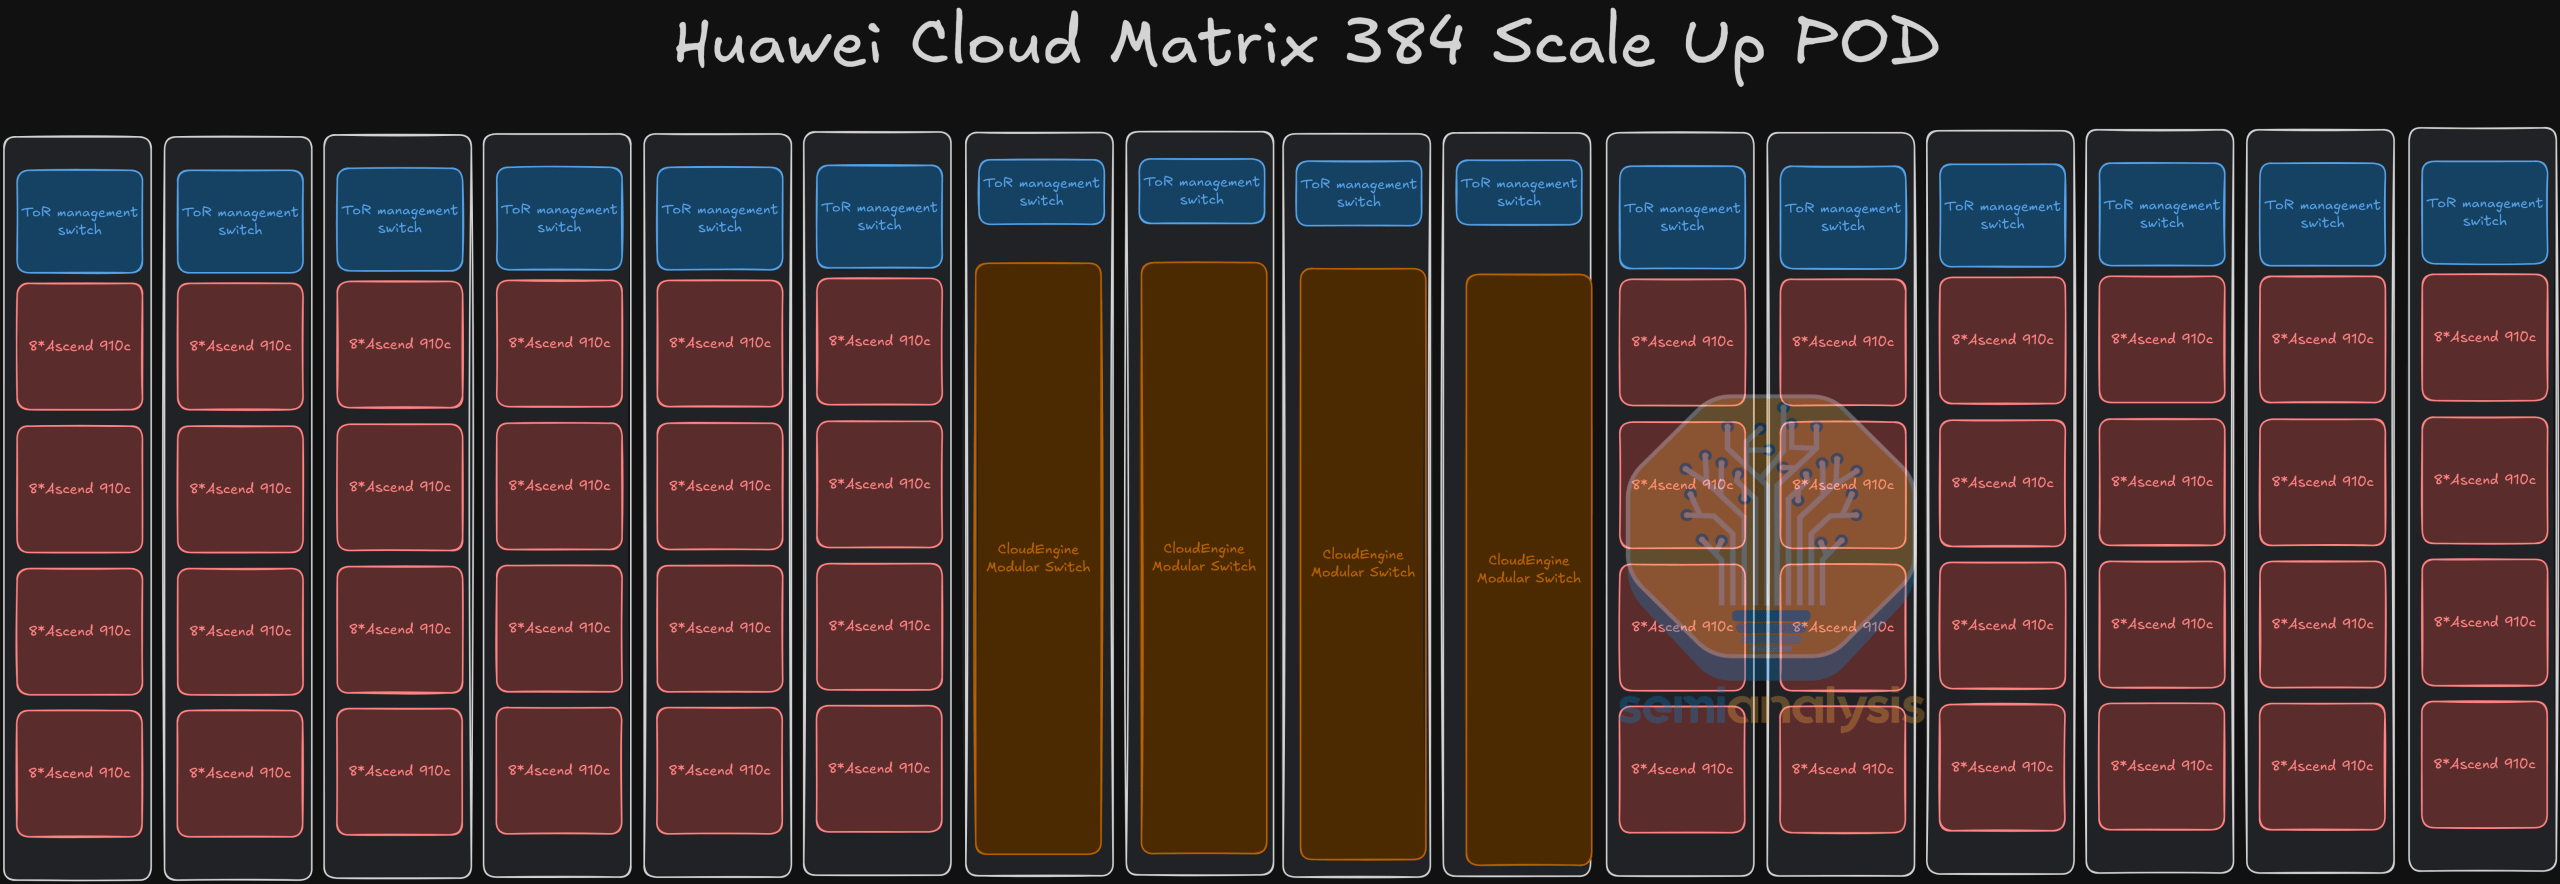 Huawei Cloud Matrix 384 Scale Up POD
ToR management
switch
8*Ascend 910c
8*Ascend 910c
8*Ascend 910c
8*Ascend 910c
ToR management
switch
8*Ascend 910c
8*Ascend 910c
8*Ascend 910c
8*Ascend 910c
ToR management
switch
8*Ascend 910c
8*Ascend 910c
8*Ascend 910c
8*Ascend 910c
ToR management
switch
8*Ascend 910c
8*Ascend 910c
8*Ascend 910c
8*Ascend 910c
ToR management
switch
8*Ascend 910c
8*Ascend 910c
8*Ascend 910c
8*Ascend 910c
ToR management
switch
8*Ascend 910c
8*Ascend 910c
8*Ascend 910c
8*Ascend 910c
ToR management
switch
CloudEngine
Modular Switch
ToR management
switch
CloudEngine
Modular Switch
ToR management
switch
CloudEngine
Modular Switch
ToR management
switch
CloudEngine
Modular Switch
ToR management
switch
8*Ascend 910c
8*Ascend 910c
8*Ascend 910c
8*Ascend 910c
ToR management
switch
8*Ascend 910c
8*Ascend 910c
8*Ascend 910c
8*Ascend 910c
semianalysis
ToR management
switch
8*Ascend 910c
8*Ascend 910c
8*Ascend 910c
8*Ascend 910c
ToR management
switch
8*Ascend 910c
8*Ascend 910c
8*Ascend 910c
8*Ascend 910c
ToR management
switch
8*Ascend 910c
8*Ascend 910c
8*Ascend 910c
8*Ascend 910c
ToR management
switch
8*Ascend 910c
8*Ascend 910c
8*Ascend 910c
8*Ascend 910c